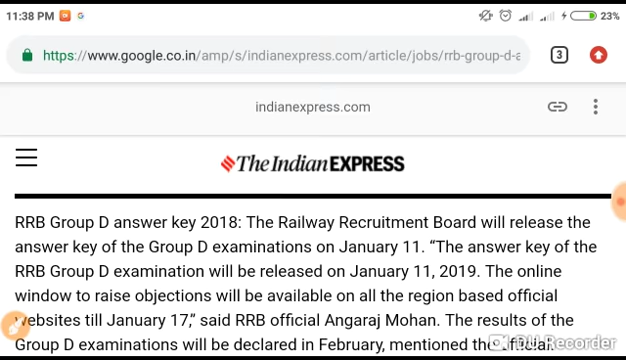 11:38 PM
23%
https://www.google.co.in/amp/s/indianexpress.com/article/jobs/rrb-group-d-a
3
indianexpress.com
The Indian EXPRESS
RRB Group D answer key 2018: The Railway Recruitment Board will release the
answer key of the Group D examinations on January 11. “The answer key of the
RRB Group D examination will be released on January 11, 2019. The online
window to raise objections will be available on all the region based official
websites till January 17,” said RRB official Angaraj Mohan. The results of the
Group D examinations will be declared in February, mentioned the official.
DU Recorder